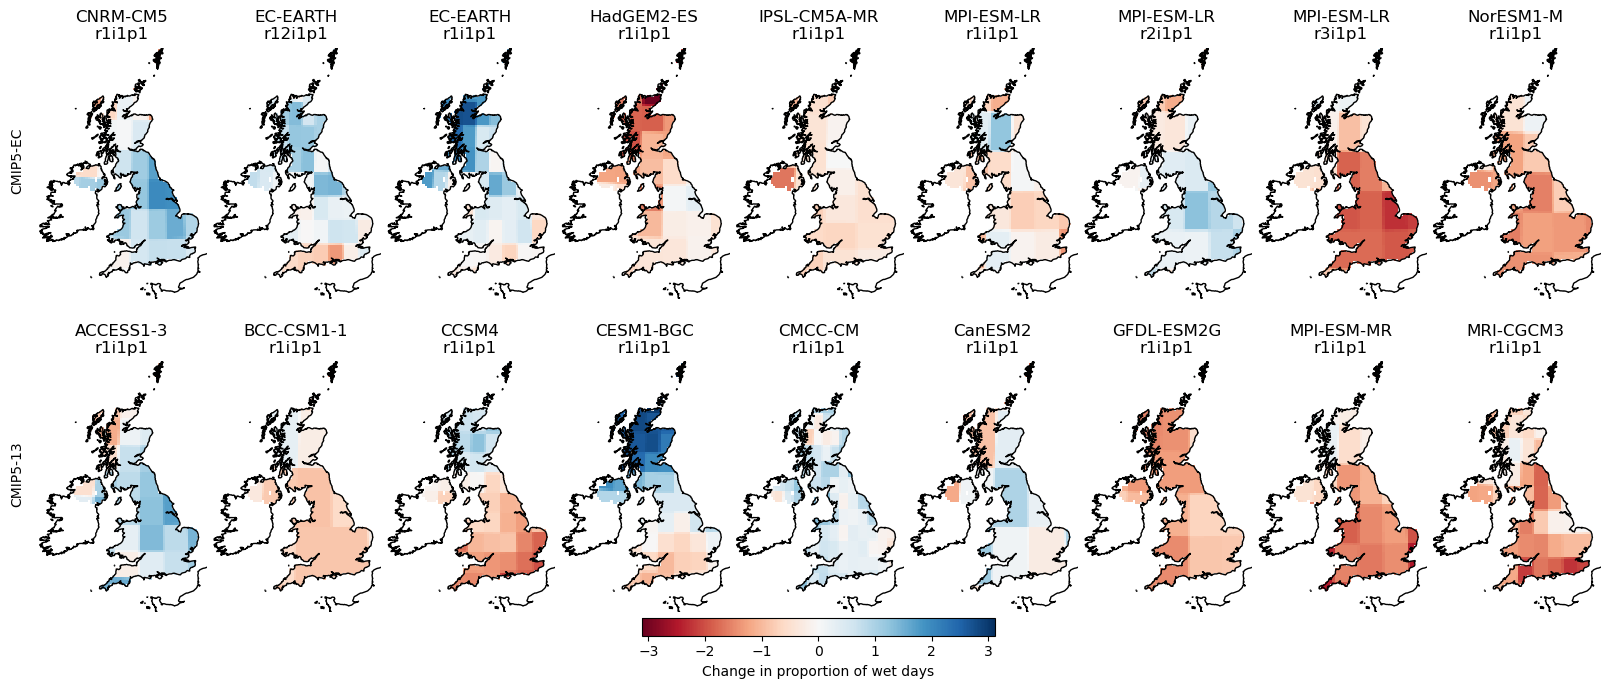 CNRM-CM5
r1i1p1
EC-EARTH
r12i1p1
EC-EARTH
r1i1p1
HadGEM2-ES
r1i1p1
IPSL-CM5A-MR
r1i1p1
MPI-ESM-LR
r1i1p1
MPI-ESM-LR
r2i1p1
MPI-ESM-LR
r3i1p1
NorESM1-M
r1i1p1
CMIP5-EC
ACCESS1-3
r1i1p1
BCC-CSM1-1
r1i1p1
CCSM4
r1i1p1
CESM1-BGC
r1i1p1
CMCC-CM
r1i1p1
CanESM2
r1i1p1
GFDL-ESM2G
r1i1p1
MPI-ESM-MR
r1i1p1
MRI-CGCM3
r1i1p1
CMIP5-13
−3 −2 −1 0 1 2 3
Change in proportion of wet days